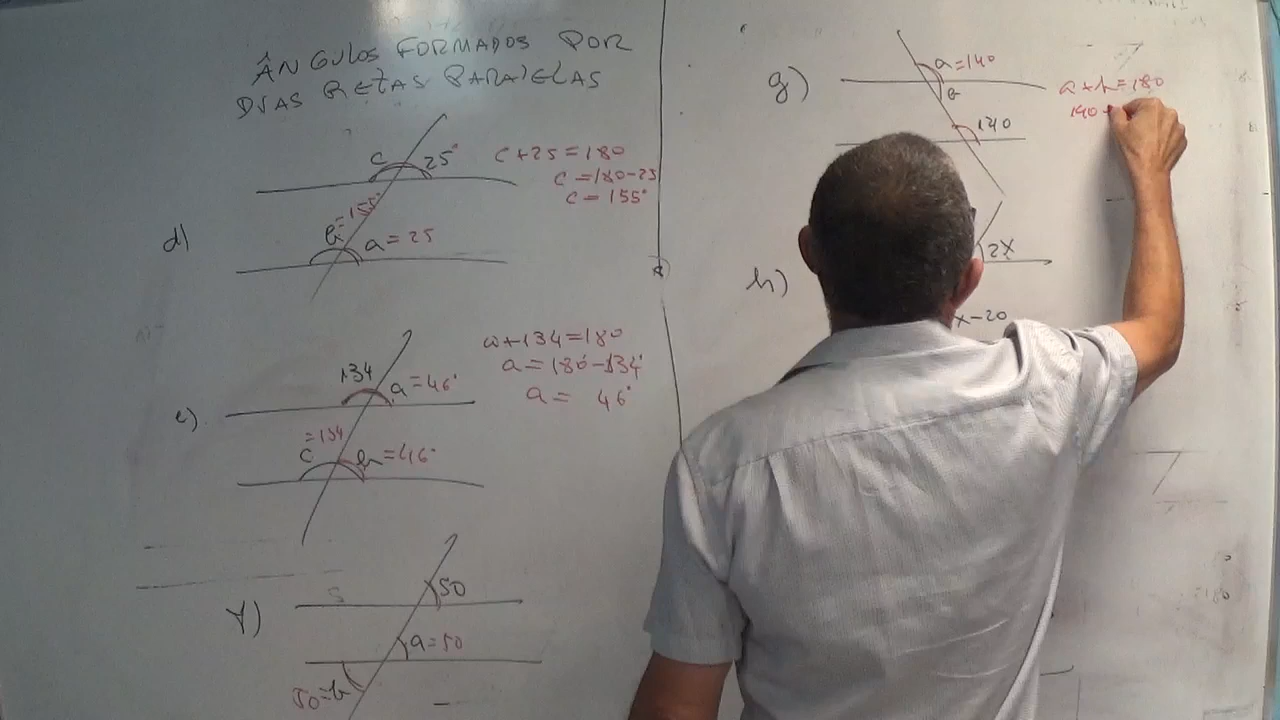 ÂNGULOS FORMADOS POR
DUAS RETAS PARALELAS
d)
c 25°
b=155°
a=25
c+25=180
c=180-25
c=155°
e)
134 a=46°
=134
c b=46°
a+134=180
a=180-134°
a= 46°
f)
50
a=50
50=b
g)
a=140
b
140
a+b=180
140
h)
2x
x-20